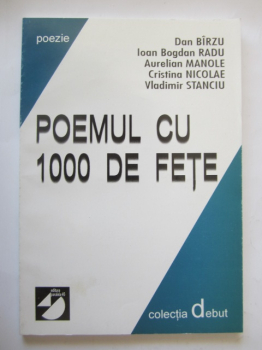 poezie
Dan BÎRZU
Ioan Bogdan RADU
Aurelian MANOLE
Cristina NICOLAE
Vladimir STANCIU
POEMUL CU
1000 DE FEȚE
colecția debut